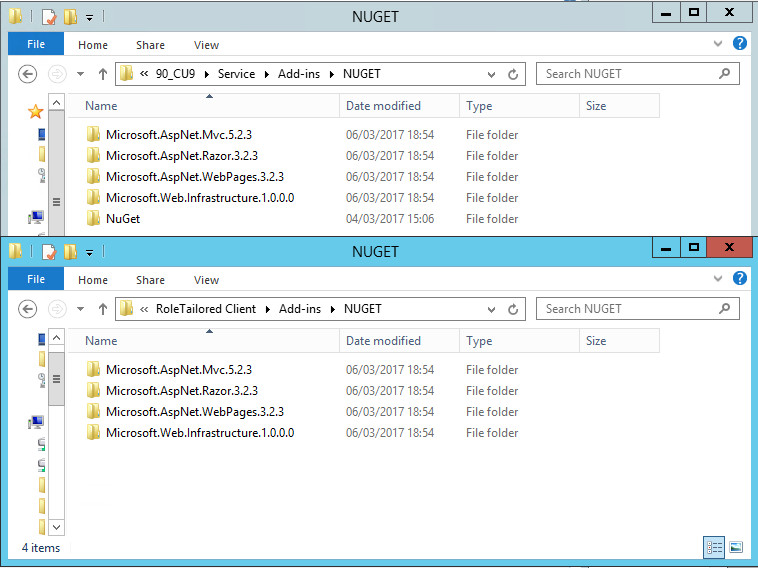 NUGET
File Home Share View
« 90_CU9 Service Add-ins NUGET Search NUGET
Name Date modified Type Size
Microsoft.AspNet.Mvc.5.2.3 06/03/2017 18:54 File folder
Microsoft.AspNet.Razor.3.2.3 06/03/2017 18:54 File folder
Microsoft.AspNet.WebPages.3.2.3 06/03/2017 18:54 File folder
Microsoft.Web.Infrastructure.1.0.0.0 06/03/2017 18:54 File folder
NuGet 04/03/2017 15:06 File folder
NUGET
File Home Share View
« RoleTailored Client Add-ins NUGET Search NUGET
Name Date modified Type Size
Microsoft.AspNet.Mvc.5.2.3 06/03/2017 18:54 File folder
Microsoft.AspNet.Razor.3.2.3 06/03/2017 18:54 File folder
Microsoft.AspNet.WebPages.3.2.3 06/03/2017 18:54 File folder
Microsoft.Web.Infrastructure.1.0.0.0 06/03/2017 18:54 File folder
4 items